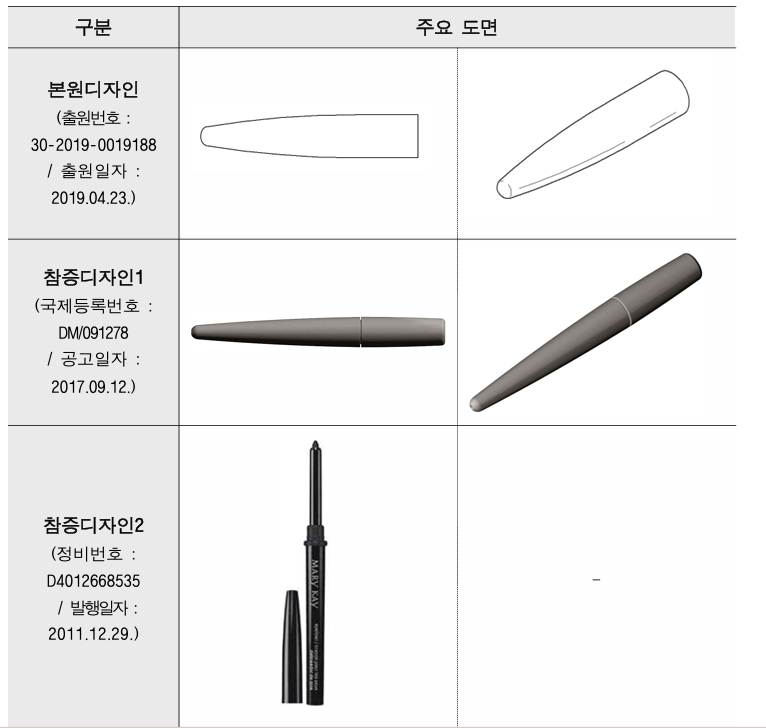 구분
주요 도면
본원디자인
(출원번호 :
30-2019-0019188
/ 출원일자 :
2019.04.23.)
참증디자인1
(국제등록번호 :
DM/091278
/ 공고일자 :
2017.09.12.)
참증디자인2
(정비번호 :
D4012668535
/ 발행일자 :
2011.12.29.)
MARY KAY
–